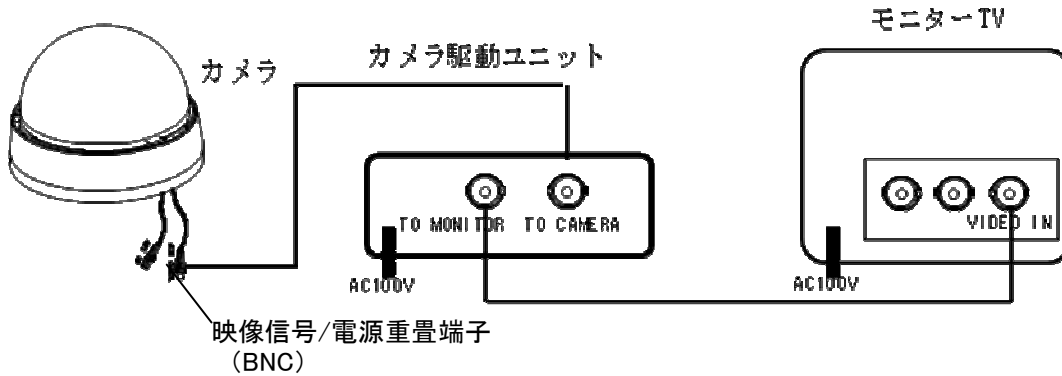 モニターTV
カメラ
カメラ駆動ユニット
TO MONITOR TO CAMERA
VIDEO IN
AC100V
AC100V
映像信号/電源重畳端子
（BNC）